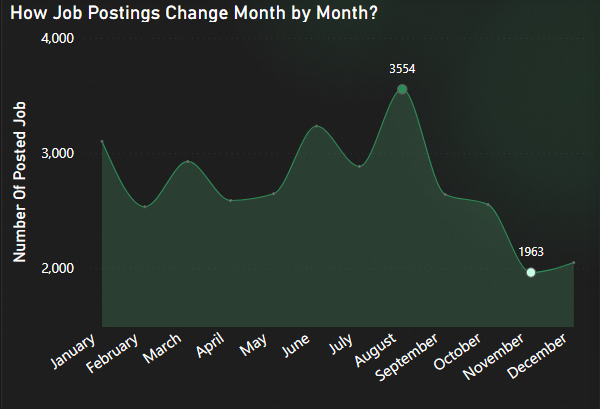 How Job Postings Change Month by Month?
4,000
3554
3,000
Number Of Posted Job
1963
2,000
January
February
March
April
May
June
July
August
September
October
November
December